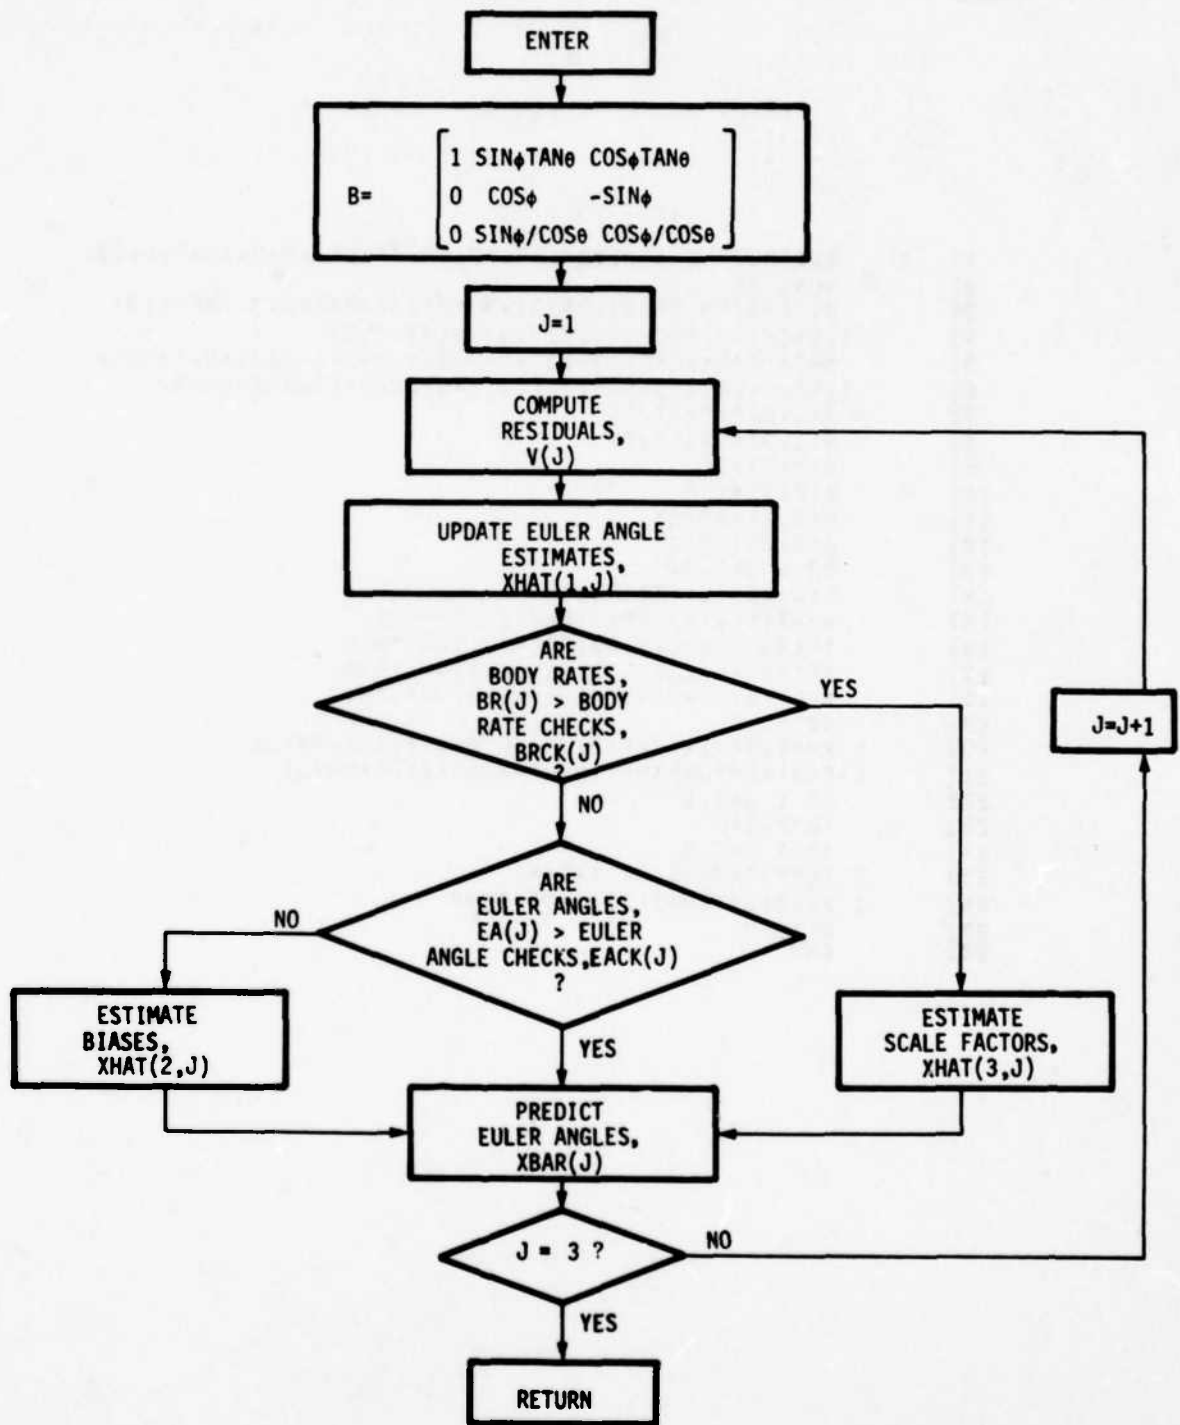 ENTER
B=
1 SINφTANθ COSφTANθ
0 COSφ -SINφ
0 SINφ/COSθ COSφ/COSθ
J=1
COMPUTE
RESIDUALS,
V(J)
UPDATE EULER ANGLE
ESTIMATES,
XHAT(1,J)
ARE
BODY RATES,
BR(J) > BODY
RATE CHECKS,
BRCK(J)
?
YES
NO
J=J+1
ARE
EULER ANGLES,
EA(J) > EULER
ANGLE CHECKS,EACK(J)
?
NO
YES
ESTIMATE
BIASES,
XHAT(2,J)
ESTIMATE
SCALE FACTORS,
XHAT(3,J)
PREDICT
EULER ANGLES,
XBAR(J)
J = 3 ?
NO
YES
RETURN